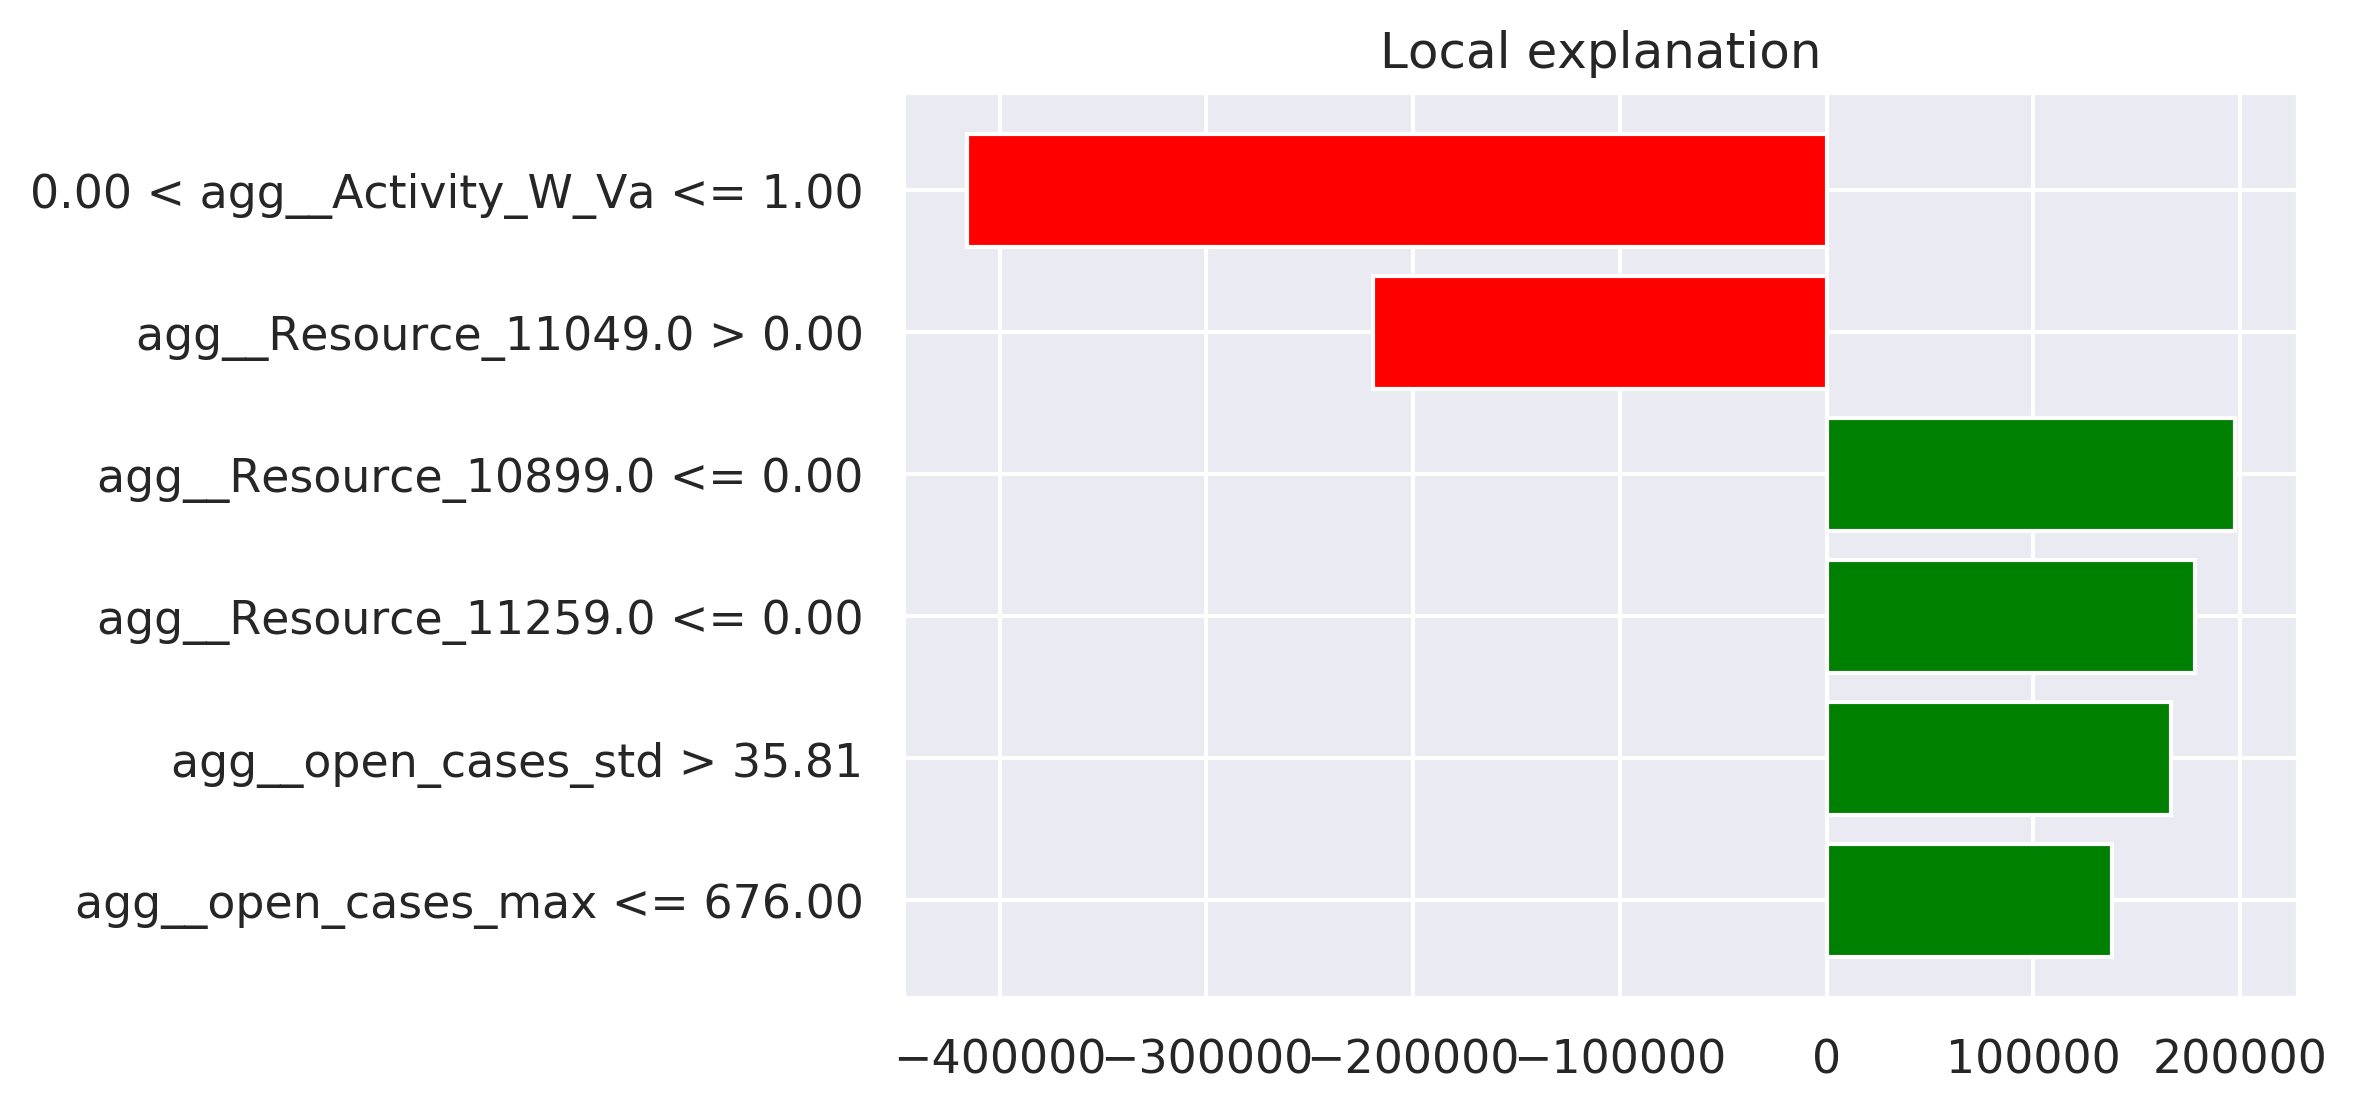 Local explanation
0.00 < agg__Activity_W_Va <= 1.00
agg__Resource_11049.0 > 0.00
agg__Resource_10899.0 <= 0.00
agg__Resource_11259.0 <= 0.00
agg__open_cases_std > 35.81
agg__open_cases_max <= 676.00
−400000 −300000 −200000 −100000 0 100000 200000